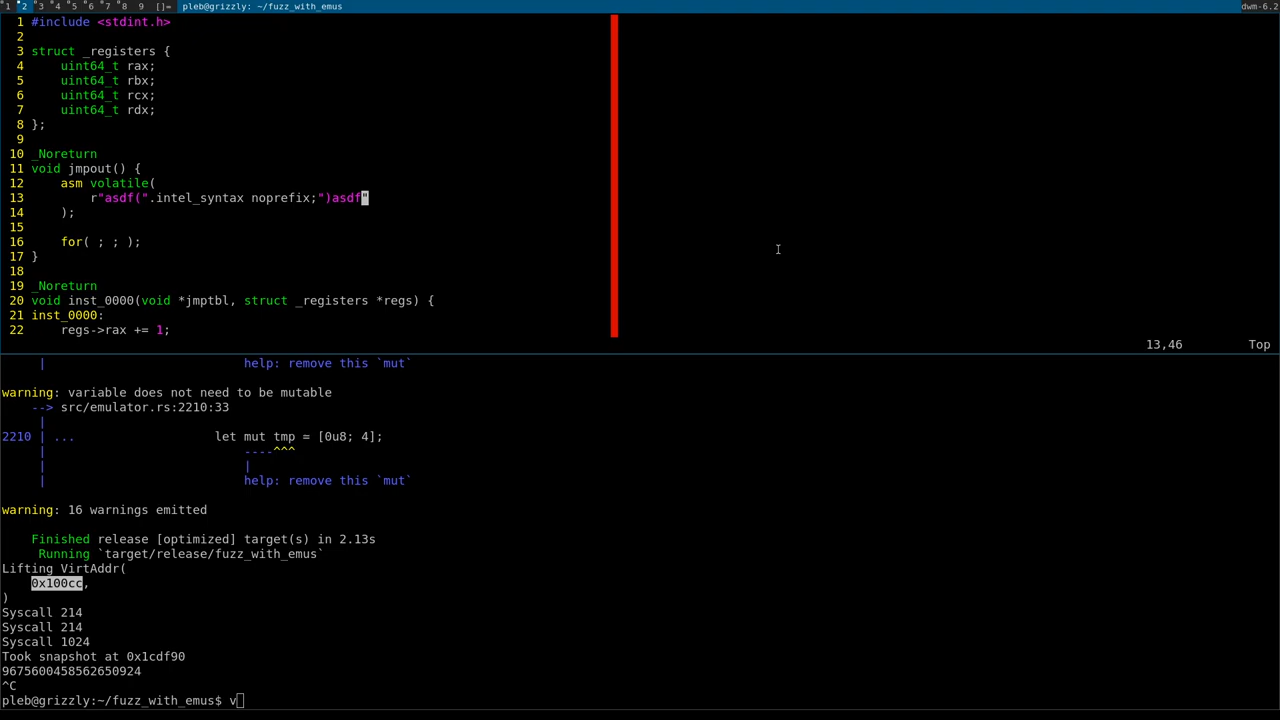 1 2 3 4 5 6 7 8 9 []= pleb@grizzly: ~/fuzz_with_emus dwm-6.2
1 #include <stdint.h>
2
3 struct _registers {
4     uint64_t rax;
5     uint64_t rbx;
6     uint64_t rcx;
7     uint64_t rdx;
8 };
9
10 _Noreturn
11 void jmpout() {
12     asm volatile(
13         r"asdf(".intel_syntax noprefix;")asdf"
14     );
15
16     for( ; ; );
17 }
18
19 _Noreturn
20 void inst_0000(void *jmptbl, struct _registers *regs) {
21 inst_0000:
22     regs->rax += 1;
13,46 Top
| help: remove this `mut`
warning: variable does not need to be mutable
--> src/emulator.rs:2210:33
|
2210 | ... let mut tmp = [0u8; 4];
| ----^^^
| |
| help: remove this `mut`
warning: 16 warnings emitted
Finished release [optimized] target(s) in 2.13s
Running `target/release/fuzz_with_emus`
Lifting VirtAddr(
0x100cc,
)
Syscall 214
Syscall 214
Syscall 1024
Took snapshot at 0x1cdf90
9675600458562650924
^C
pleb@grizzly:~/fuzz_with_emus$ v